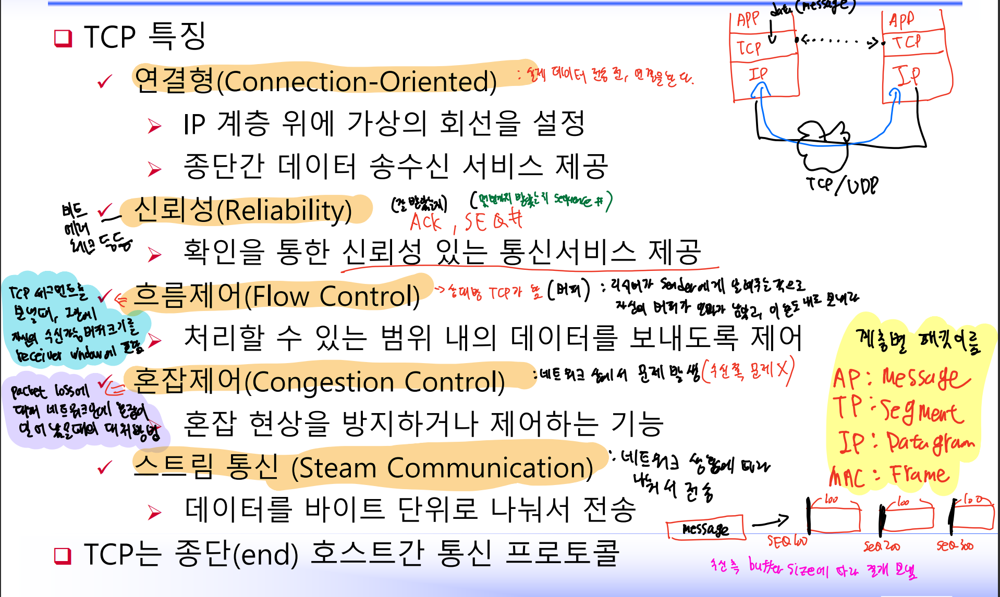 data (message)
APP
APP
TCP
TCP
IP
IP
TCP/UDP
TCP 특징
연결형(Connection-Oriented)
: 실제 데이터 전송 전, 연결을 한다.
IP 계층 위에 가상의 회선을 설정
종단간 데이터 송수신 서비스 제공
비트
에러
체크 등등
신뢰성(Reliability)
(잘 받았는지)
(몇번까지 받았는지 sequence #)
Ack, SEQ#
확인을 통한 신뢰성 있는 통신서비스 제공
TCP 세그먼트를
보낼때, 그안에
자신의 수신가능 버퍼크기를
receiver window에
흐름제어(Flow Control)
-> 상대방 TCP가 (버퍼) : 리시버가 sender에게 알려주는 것으로
자신의 버퍼가 얼마가 남았고, 이 한도 내로 보내라
처리할 수 있는 범위 내의 데이터를 보내도록 제어
packet loss에
대해 네트워크안에 혼잡이
일어났을때의 대처방법
혼잡제어(Congestion Control)
: 네트워크 상에서 문제 발생 (수신쪽 문제 X)
혼잡 현상을 방지하거나 제어하는 기능
스트림 통신 (Steam Communication)
: 네트워크 상황에 따라
나눠서 전송
데이터를 바이트 단위로 나눠서 전송
계층별 패킷이름
AP : Message
TP : Segment
IP : Datagram
MAC : Frame
message
100
100
100
SEQ 100
SEQ 200
SEQ 300
수신측 buffer size에 따라 쪼개 보냄
TCP는 종단(end) 호스트간 통신 프로토콜